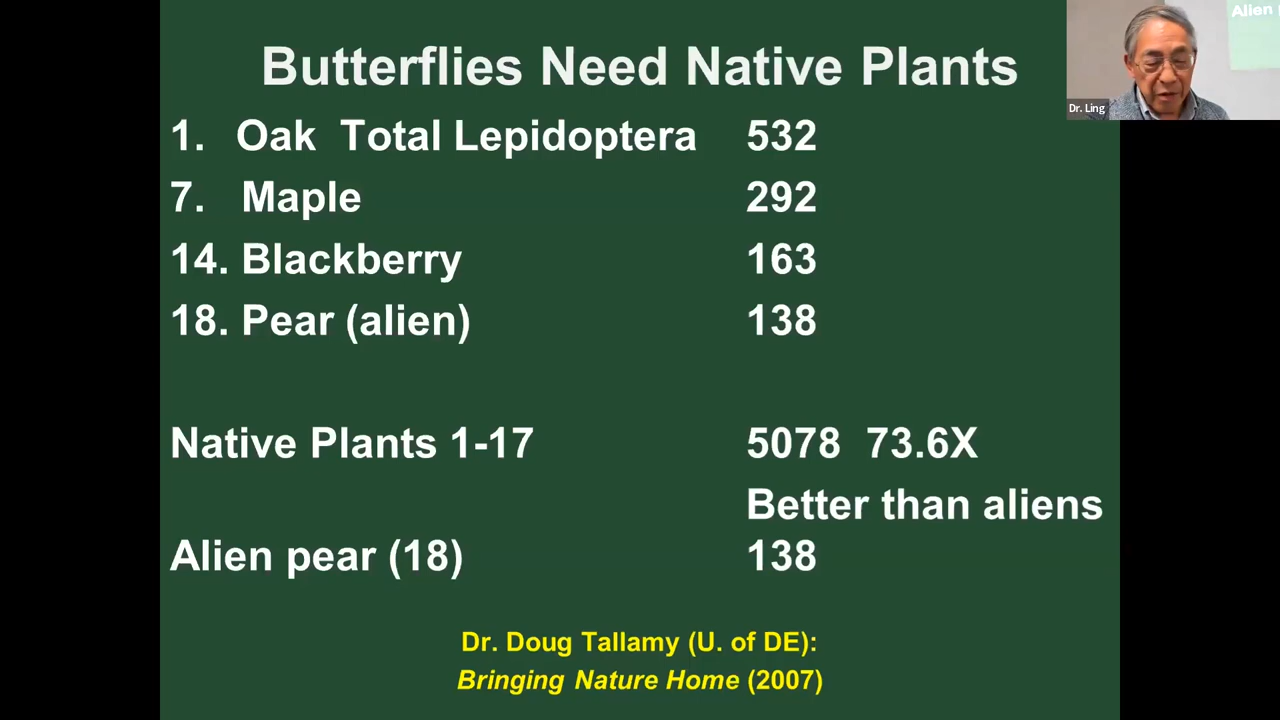 Alien
Butterflies Need Native Plants
Dr. Ling
1. Oak Total Lepidoptera 532
7. Maple 292
14. Blackberry 163
18. Pear (alien) 138
Native Plants 1-17 5078 73.6X
Better than aliens
Alien pear (18) 138
Dr. Doug Tallamy (U. of DE):
Bringing Nature Home (2007)